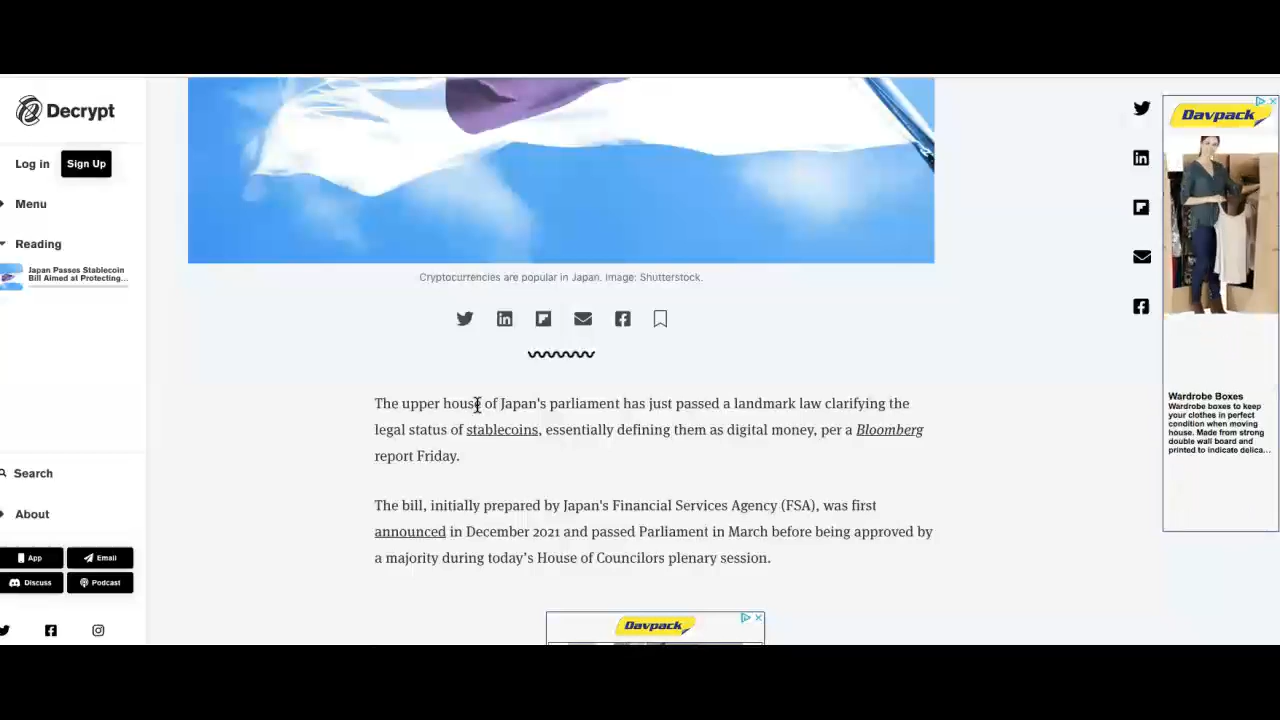 Decrypt
Log in
Sign Up
Menu
Reading
Japan Passes Stablecoin
Bill Aimed at Protecting...
Search
About
App
Email
Discuss
Podcast
Cryptocurrencies are popular in Japan. Image: Shutterstock.
The upper house of Japan's parliament has just passed a landmark law clarifying the
legal status of stablecoins, essentially defining them as digital money, per a Bloomberg
report Friday.
The bill, initially prepared by Japan's Financial Services Agency (FSA), was first
announced in December 2021 and passed Parliament in March before being approved by
a majority during today’s House of Councilors plenary session.
Davpack
Davpack
Wardrobe Boxes
Wardrobe boxes to keep
your clothes in perfect
condition when moving
house. Made from strong
double wall board and
printed to indicate delica...